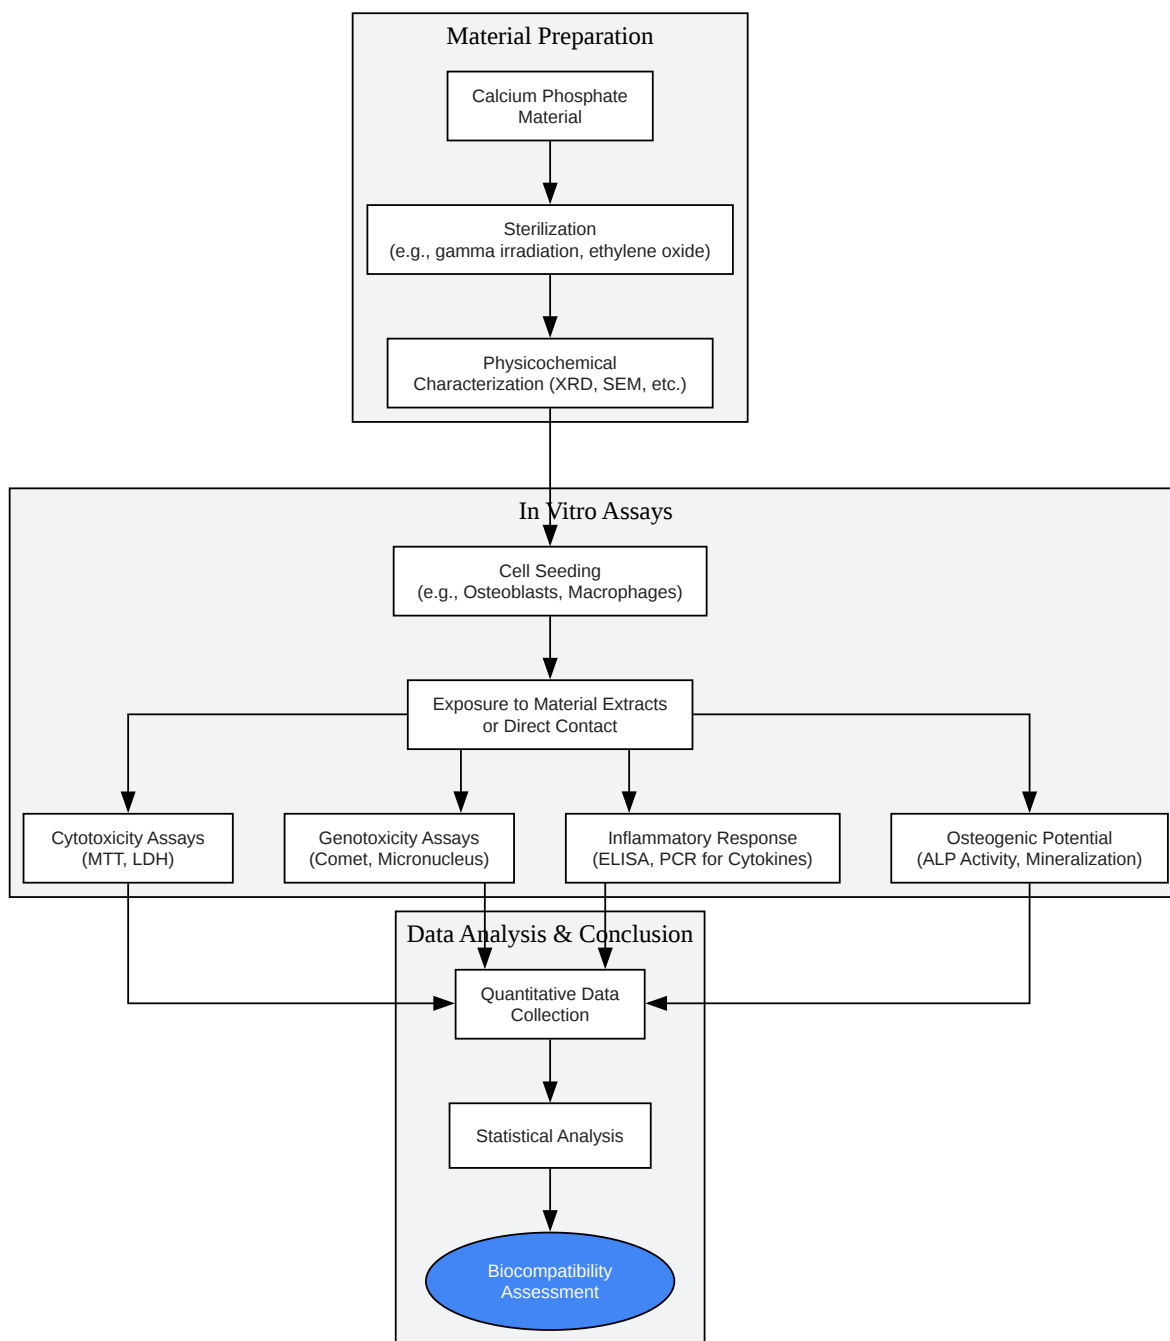 Material Preparation
Calcium Phosphate
Material
Sterilization
(e.g., gamma irradiation, ethylene oxide)
Physicochemical
Characterization (XRD, SEM, etc.)
In Vitro Assays
Cell Seeding
(e.g., Osteoblasts, Macrophages)
Exposure to Material Extracts
or Direct Contact
Cytotoxicity Assays
(MTT, LDH)
Genotoxicity Assays
(Comet, Micronucleus)
Inflammatory Response
(ELISA, PCR for Cytokines)
Osteogenic Potential
(ALP Activity, Mineralization)
Data Analysis & Conclusion
Quantitative Data
Collection
Statistical Analysis
Biocompatibility
Assessment